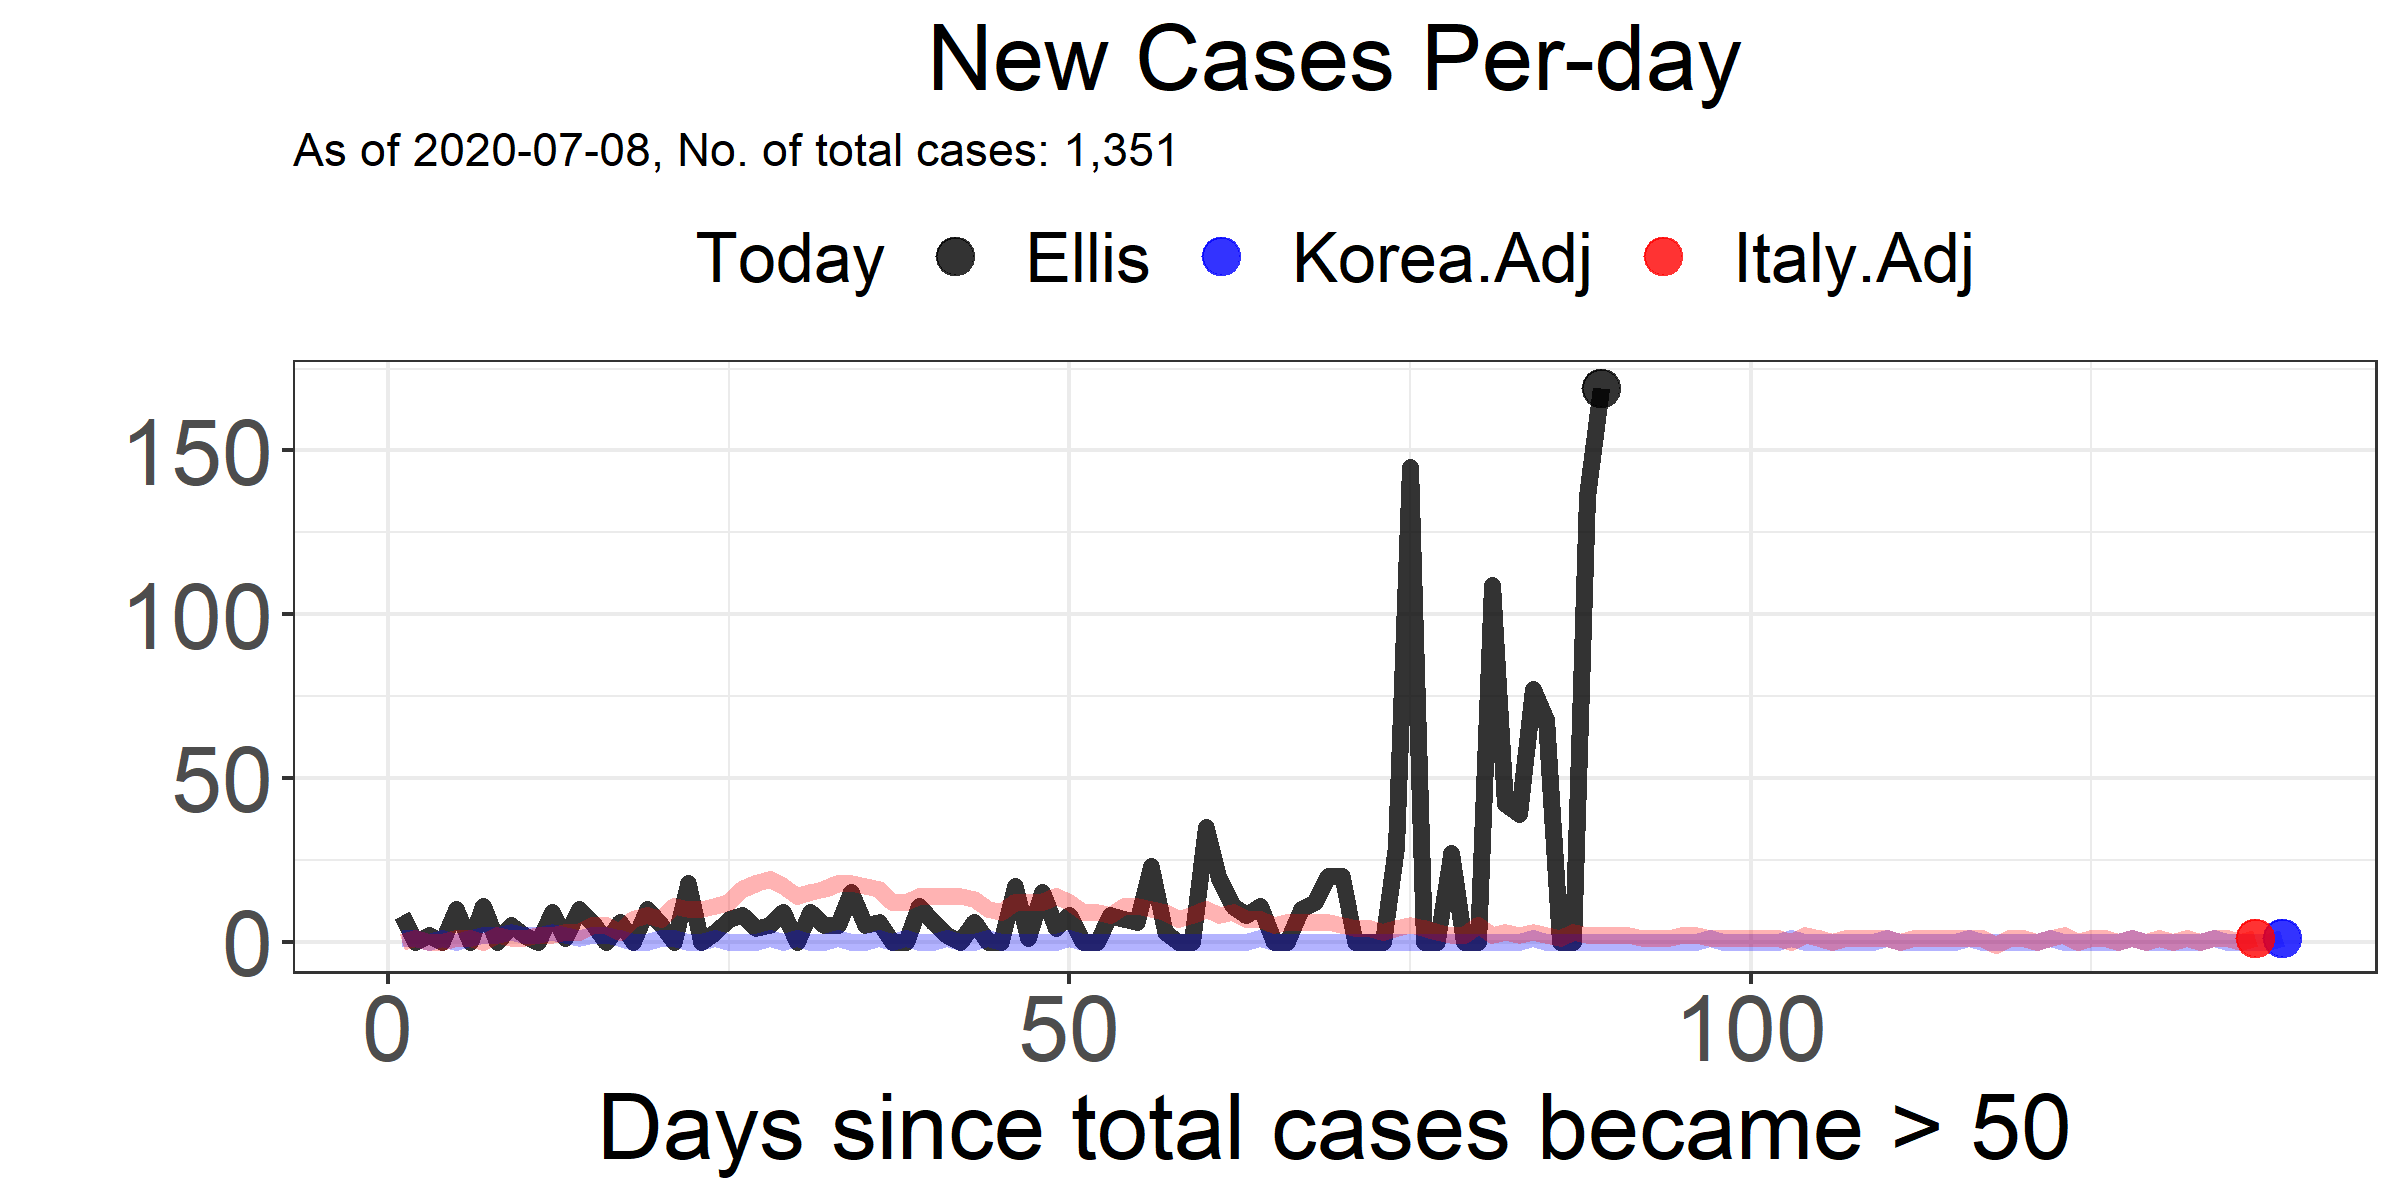 New Cases Per-day
As of 2020-07-08, No. of total cases: 1,351
Today Ellis Korea.Adj Italy.Adj
150
100
50
0
0 50 100
Days since total cases became > 50